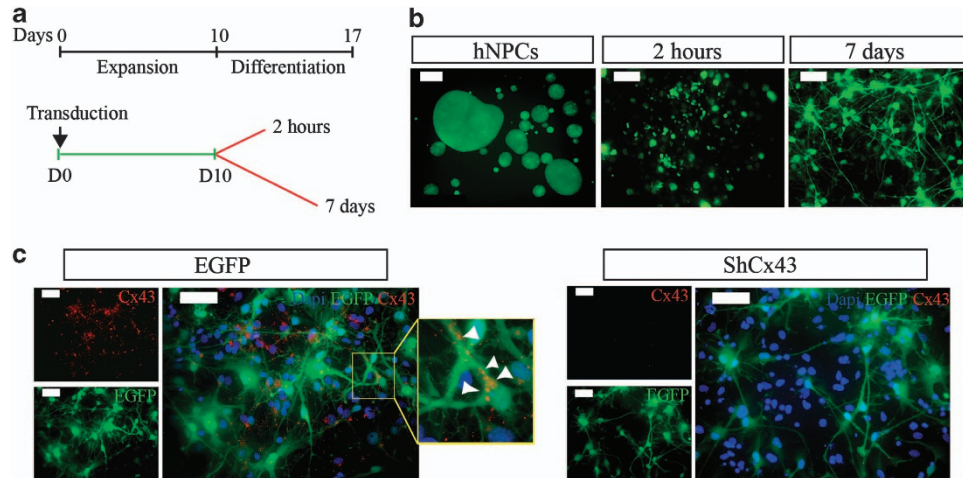 a
Days 0 10 17
Expansion Differentiation
Transduction
2 hours
D0 D10
7 days
b
hNPCs 2 hours 7 days
c
EGFP
Cx43
Dapi EGFP Cx43
EGFP
ShCx43
Cx43
Dapi EGFP Cx43
EGFP